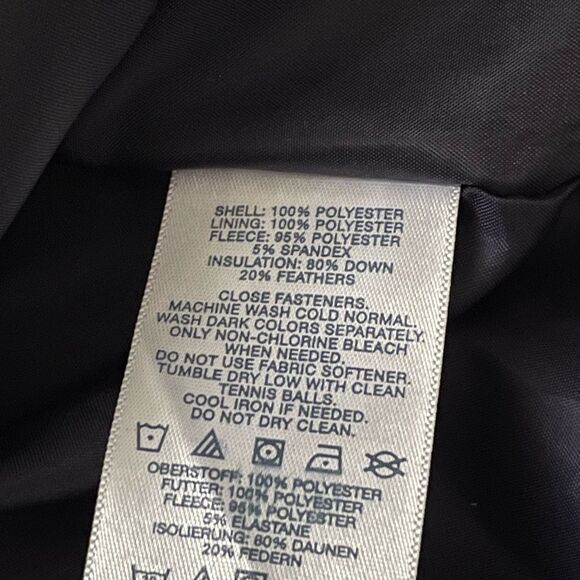 SHELL: 100% POLYESTER
LINING: 100% POLYESTER
FLEECE: 95% POLYESTER
5% SPANDEX
INSULATION: 80% DOWN
20% FEATHERS
CLOSE FASTENERS.
MACHINE WASH COLD NORMAL
WASH DARK COLORS SEPARATELY.
ONLY NON-CHLORINE BLEACH
WHEN NEEDED.
DO NOT USE FABRIC SOFTENER.
TUMBLE DRY LOW WITH CLEAN
TENNIS BALLS.
COOL IRON IF NEEDED.
DO NOT DRY CLEAN.
OBERSTOFF: 100% POLYESTER
FUTTER: 100% POLYESTER
FLEECE: 95% POLYESTER
5% ELASTANE
ISOLIERUNG: 80% DAUNEN
20% FEDERN